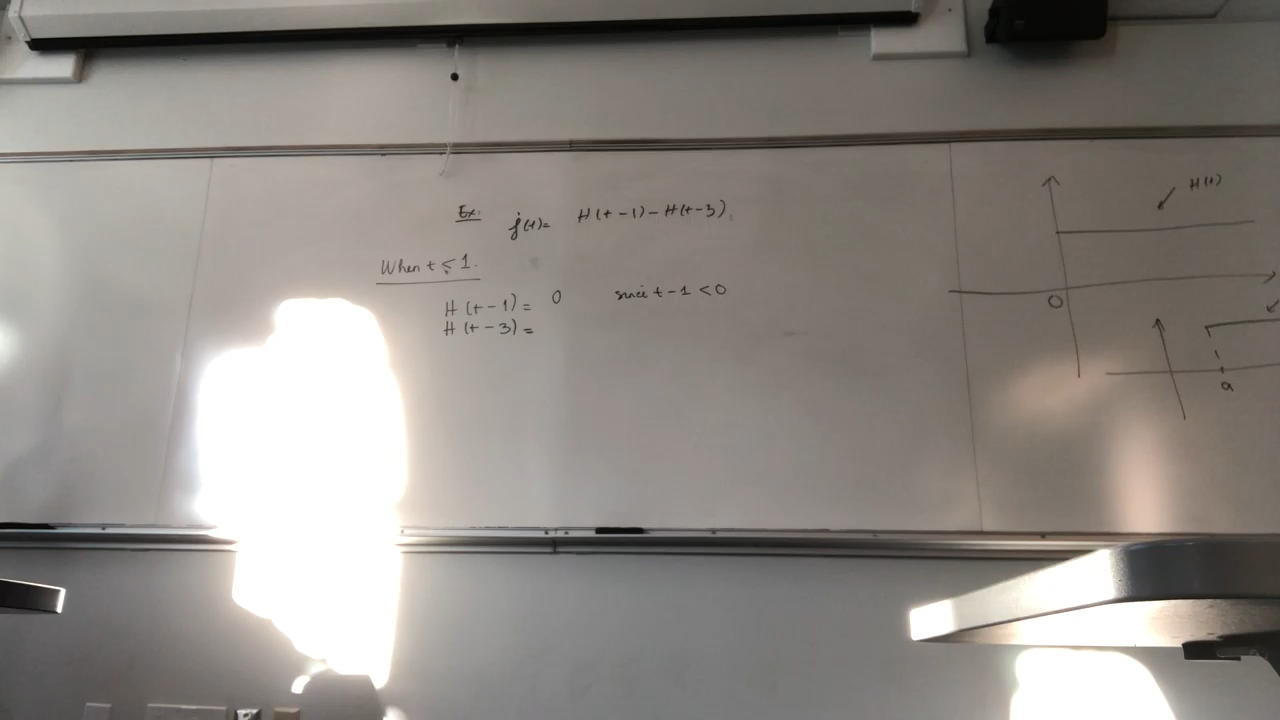 Ex: f(t)= H(t-1)-H(t-3)
When t ≤ 1.
H(t-1)= 0 since t-1<0
H(t-3)=
H(t)
0
a